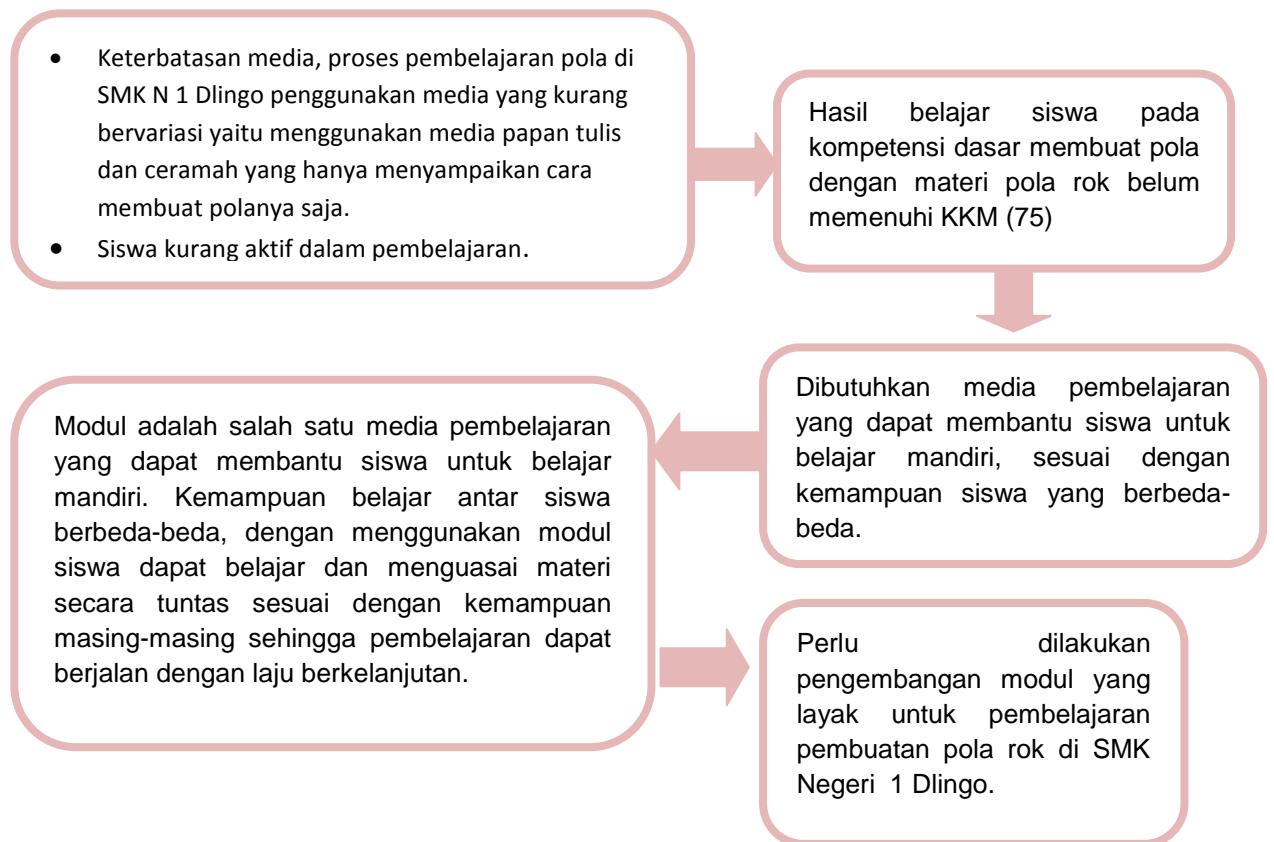 • Keterbatasan media, proses pembelajaran pola di
SMK N 1 Dlingo penggunakan media yang kurang
bervariasi yaitu menggunakan media papan tulis
dan ceramah yang hanya menyampaikan cara
membuat polanya saja.
• Siswa kurang aktif dalam pembelajaran.
Hasil belajar siswa pada
kompetensi dasar membuat pola
dengan materi pola rok belum
memenuhi KKM (75)
Dibutuhkan media pembelajaran
yang dapat membantu siswa untuk
belajar mandiri, sesuai dengan
kemampuan siswa yang berbeda-
beda.
Modul adalah salah satu media pembelajaran
yang dapat membantu siswa untuk belajar
mandiri. Kemampuan belajar antar siswa
berbeda-beda, dengan menggunakan modul
siswa dapat belajar dan menguasai materi
secara tuntas sesuai dengan kemampuan
masing-masing sehingga pembelajaran dapat
berjalan dengan laju berkelanjutan.
Perlu dilakukan
pengembangan modul yang
layak untuk pembelajaran
pembuatan pola rok di SMK
Negeri 1 Dlingo.